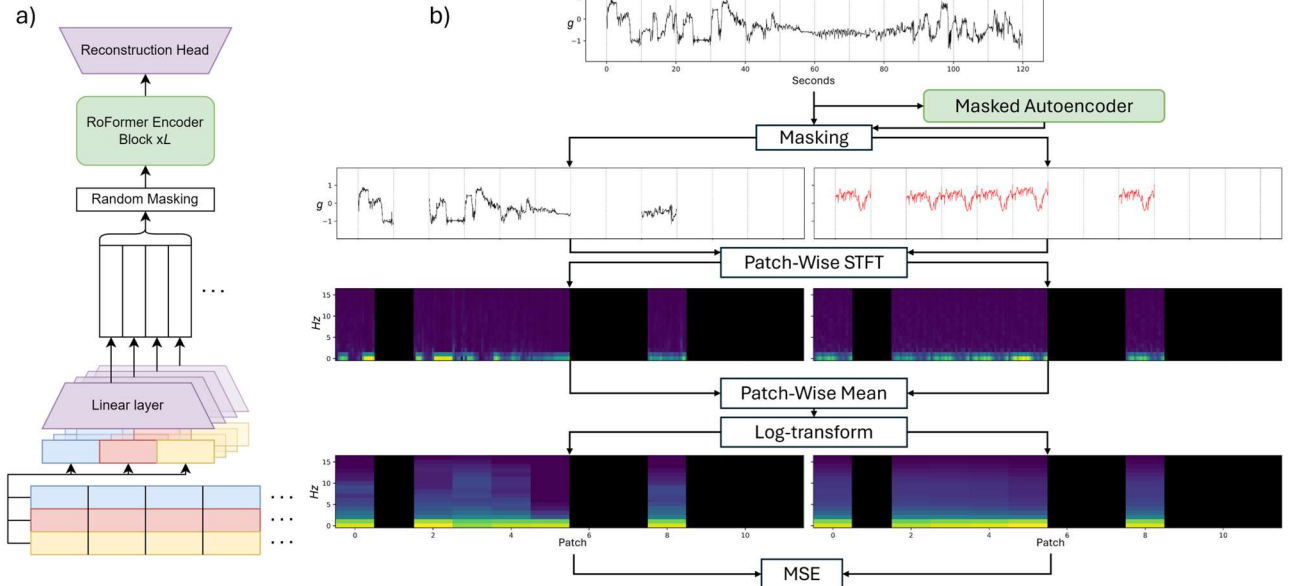 a)
Reconstruction Head
RoFormer Encoder
Block xL
Random Masking
...
Linear layer
...
...
...
b)
g
−1
0 20 40 60 80 100 120
Seconds
Masked Autoencoder
Masking
g
1
0
−1
Patch-Wise STFT
Hz
15
10
5
0
Patch-Wise Mean
Log-transform
Hz
15
10
5
0
0 2 4 6 8 10
0 2 4 6 8 10
Patch
Patch
MSE